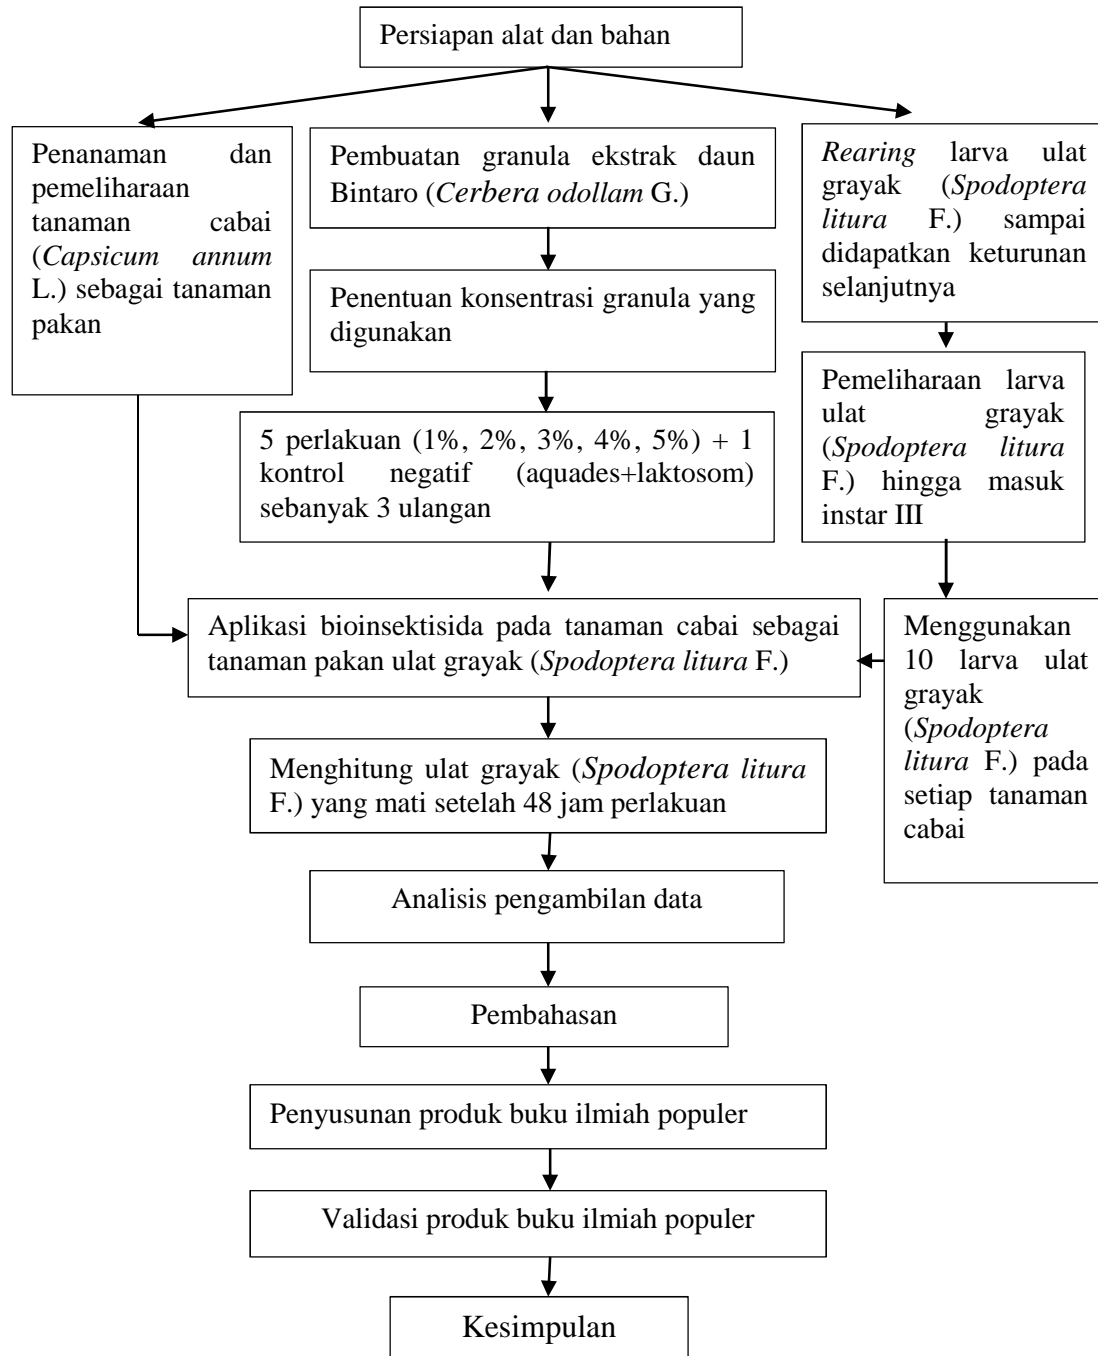 Persiapan alat dan bahan
Penanaman dan
pemeliharaan
tanaman cabai
(Capsicum annum
L.) sebagai tanaman
pakan
Pembuatan granula ekstrak daun
Bintaro (Cerbera odollam G.)
Rearing larva ulat
grayak (Spodoptera
litura F.) sampai
didapatkan keturunan
selanjutnya
Penentuan konsentrasi granula yang
digunakan
Pemeliharaan larva
ulat grayak
(Spodoptera litura
F.) hingga masuk
instar III
5 perlakuan (1%, 2%, 3%, 4%, 5%) + 1
kontrol negatif (aquades+laktosom)
sebanyak 3 ulangan
Aplikasi bioinsektisida pada tanaman cabai sebagai
tanaman pakan ulat grayak (Spodoptera litura F.)
Menggunakan
10 larva ulat
grayak
(Spodoptera
litura F.) pada
setiap tanaman
cabai
Menghitung ulat grayak (Spodoptera litura
F.) yang mati setelah 48 jam perlakuan
Analisis pengambilan data
Pembahasan
Penyusunan produk buku ilmiah populer
Validasi produk buku ilmiah populer
Kesimpulan